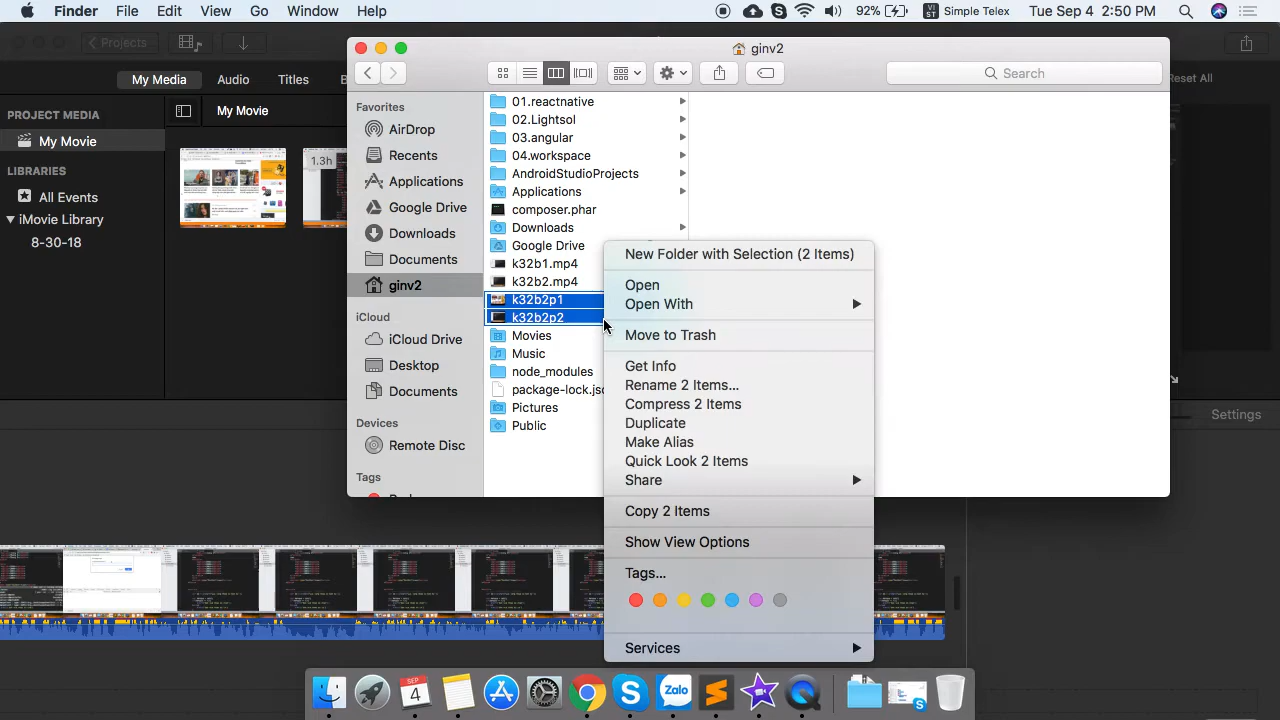 Finder File Edit View Go Window Help
92% VI ST Simple Telex Tue Sep 4 2:50 PM
Projects
ginv2
Reset All
My Media Audio Titles B
Search
PROJECT MEDIA
My Movie
My Movie
LIBRARIES
All Events
iMovie Library
8-30-18
1.3h
Favorites
AirDrop
Recents
Applications
Google Drive
Downloads
Documents
ginv2
iCloud
iCloud Drive
Desktop
Documents
Devices
Remote Disc
Tags
01.reactnative
02.Lightsol
03.angular
04.workspace
AndroidStudioProjects
Applications
composer.phar
Downloads
Google Drive
k32b1.mp4
k32b2.mp4
k32b2p1
k32b2p2
Movies
Music
node_modules
package-lock.jsc
Pictures
Public
New Folder with Selection (2 Items)
Open
Open With
Move to Trash
Get Info
Rename 2 Items...
Compress 2 Items
Duplicate
Make Alias
Quick Look 2 Items
Share
Copy 2 Items
Show View Options
Tags...
Services
Settings
SEP
4
Zalo